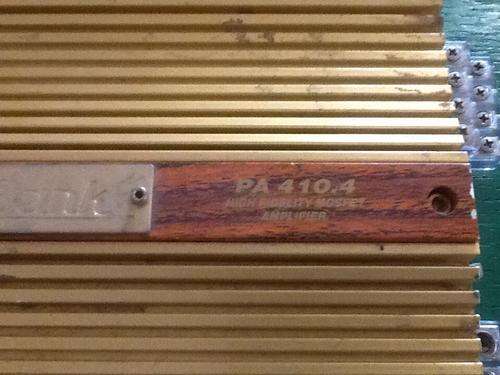 PA 410.4
HIGH FIDELITY MOSFET
AMPLIFIER